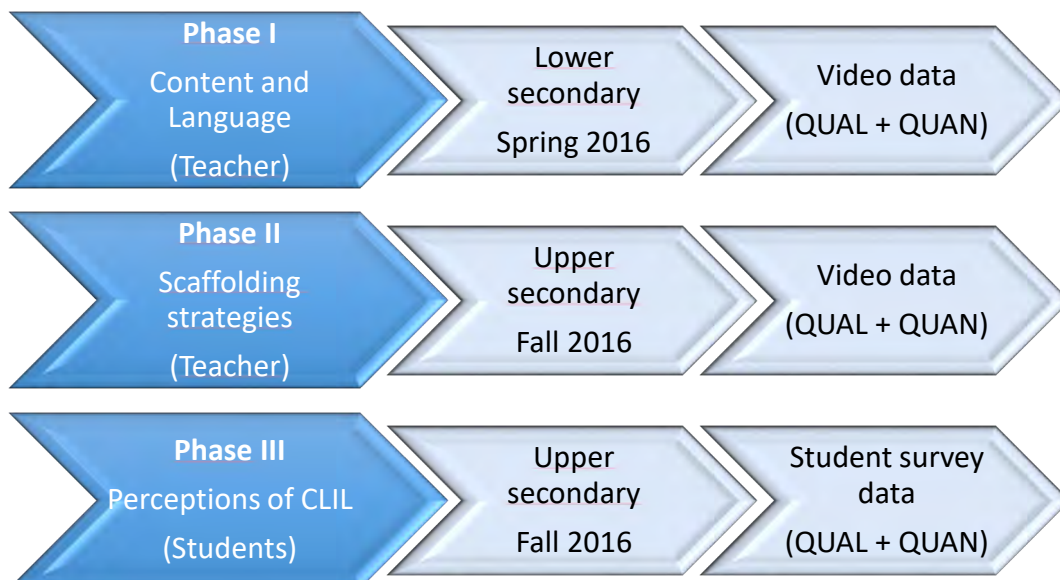 Phase I
Content and
Language
(Teacher)
Lower
secondary
Spring 2016
Video data
(QUAL + QUAN)
Phase II
Scaffolding
strategies
(Teacher)
Upper
secondary
Fall 2016
Video data
(QUAL + QUAN)
Phase III
Perceptions of CLIL
(Students)
Upper
secondary
Fall 2016
Student survey
data
(QUAL + QUAN)